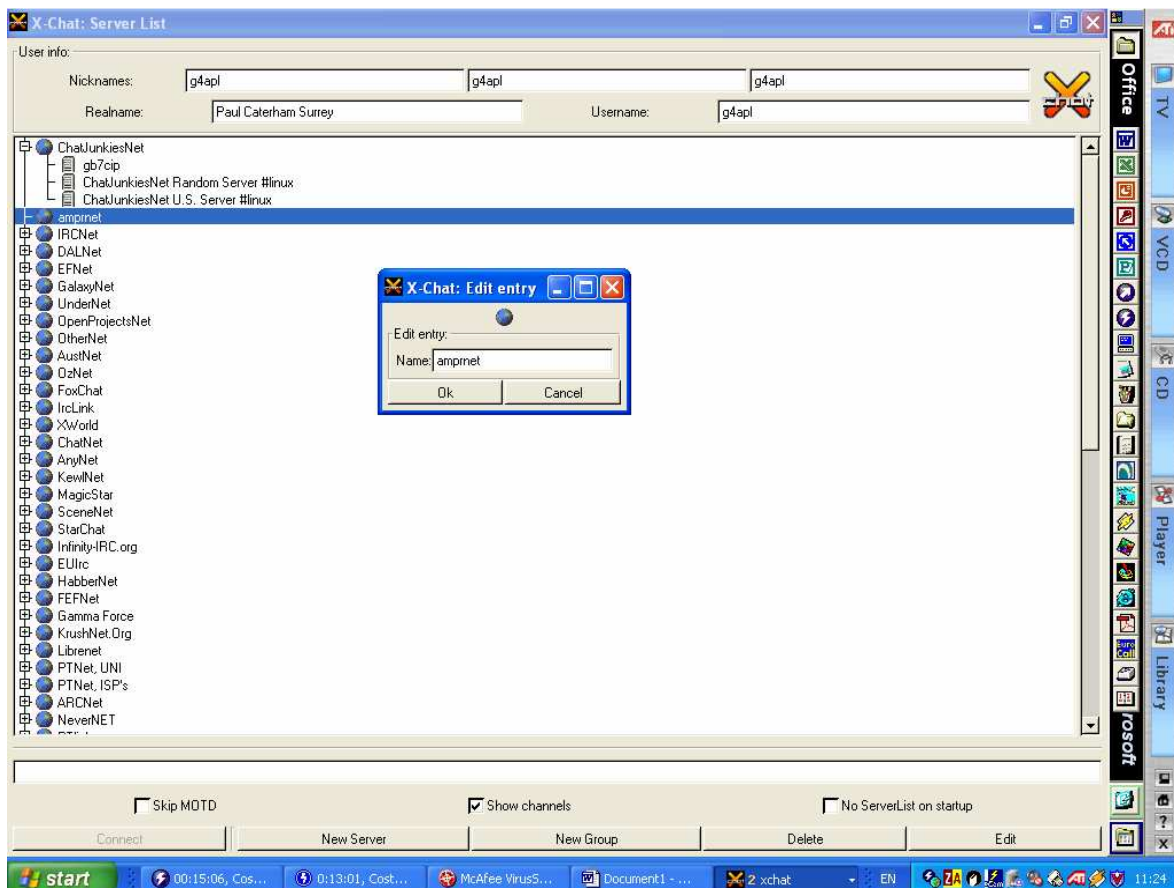 X-Chat: Server List
User info:
Nicknames: g4apl g4apl g4apl
Realname: Paul Caterham Surrey Username: g4apl
ChatJunkiesNet
gb7cip
ChatJunkiesNet Random Server #linux
ChatJunkiesNet U.S. Server #linux
amprnet
IRCNet
DALNet
EFNet
GalaxyNet
UnderNet
OpenProjectsNet
OtherNet
AustNet
OzNet
FoxChat
IrcLink
XWorld
ChatNet
AnyNet
KewlNet
MagicStar
SceneNet
StarChat
Infinity-IRC.org
EUIrc
HabberNet
FEFNet
Gamma Force
KrushNet.Org
Librenet
PTNet, UNI
PTNet, ISP's
ARCNet
NeverNET
X-Chat: Edit entry
Edit entry:
Name: amprnet
Ok Cancel
Skip MOTD Show channels No ServerList on startup
Connect New Server New Group Delete Edit
Office
rosoft
TV
VCD
CD
Player
Library
start 00:15:06, Cos... 0:13:01, Cost... McAfee VirusS... Document1 - ... 2 xchat EN 11:24